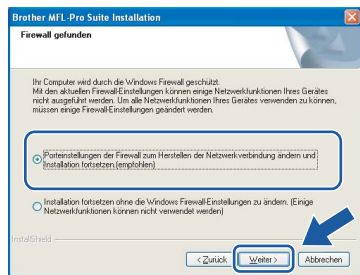 Brother MFL-Pro Suite Installation
Firewall gefunden
Ihr Computer wird durch die Windows Firewall geschützt.
Mit den aktuellen Firewall-Einstellungen können einige Netzwerkfunktionen Ihres Gerätes
nicht ausgeführt werden. Um alle Netzwerkfunktionen Ihres Gerätes verwenden zu können,
müssen einige Firewall-Einstellungen geändert werden.
Porteinstellungen der Firewall zum Herstellen der Netzwerkverbindung ändern und
Installation fortsetzen.(empfohlen)
Installation fortsetzen ohne die Windows Firewall-Einstellungen zu ändern. (Einige
Netzwerkfunktionen können nicht verwendet werden)
InstallShield
< Zurück Weiter > Abbrechen